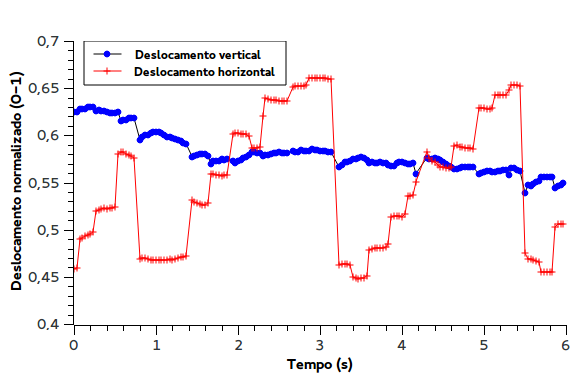 0,7
0,65
0,6
0,55
0,5
0,45
0,4
Deslocamento normalizado (0−1)
Deslocamento vertical
Deslocamento horizontal
0 1 2 3 4 5 6
Tempo (s)